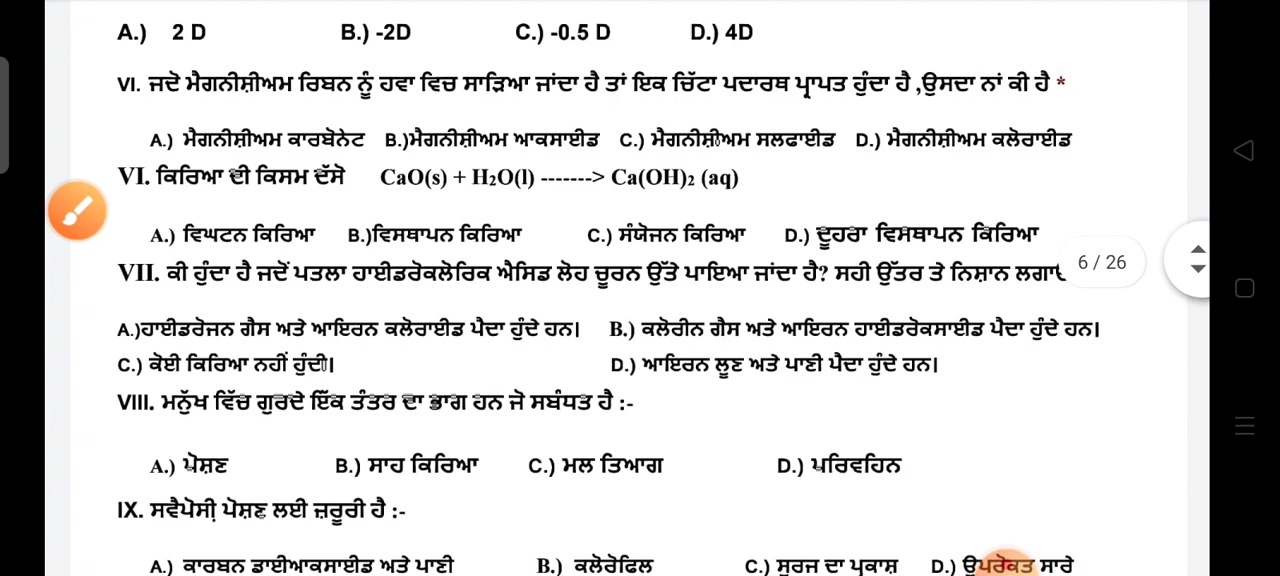 A.) 2 D B.) -2D C.) -0.5 D D.) 4D
VI. ਜਦੋ ਮੈਗਨੀਸ਼ੀਅਮ ਰਿਬਨ ਨੂੰ ਹਵਾ ਵਿਚ ਸਾੜਿਆ ਜਾਂਦਾ ਹੈ ਤਾਂ ਇਕ ਚਿੱਟਾ ਪਦਾਰਥ ਪ੍ਰਾਪਤ ਹੁੰਦਾ ਹੈ ,ਉਸਦਾ ਨਾਂ ਕੀ ਹੈ *
A.) ਮੈਗਨੀਸ਼ੀਅਮ ਕਾਰਬੋਨੇਟ B.)ਮੈਗਨੀਸ਼ੀਅਮ ਆਕਸਾਈਡ C.) ਮੈਗਨੀਸ਼ੀਅਮ ਸਲਫਾਈਡ D.) ਮੈਗਨੀਸ਼ੀਅਮ ਕਲੋਰਾਈਡ
VI. ਕਿਰਿਆ ਦੀ ਕਿਸਮ ਦੱਸੋ CaO(s) + H₂O(l) -------> Ca(OH)₂ (aq)
A.) ਵਿਘਟਨ ਕਿਰਿਆ B.)ਵਿਸਥਾਪਨ ਕਿਰਿਆ C.) ਸੰਯੋਜਨ ਕਿਰਿਆ D.) ਦੂਹਰਾ ਵਿਸਥਾਪਨ ਕਿਰਿਆ
6 / 26
VII. ਕੀ ਹੁੰਦਾ ਹੈ ਜਦੋਂ ਪਤਲਾ ਹਾਈਡਰੋਕਲੋਰਿਕ ਐਸਿਡ ਲੋਹ ਚੂਰਨ ਉੱਤੇ ਪਾਇਆ ਜਾਂਦਾ ਹੈ? ਸਹੀ ਉੱਤਰ ਤੇ ਨਿਸ਼ਾਨ
A.)ਹਾਈਡਰੋਜਨ ਗੈਸ ਅਤੇ ਆਇਰਨ ਕਲੋਰਾਈਡ ਪੈਦਾ ਹੁੰਦੇ ਹਨ। B.) ਕਲੋਰੀਨ ਗੈਸ ਅਤੇ ਆਇਰਨ ਹਾਈਡਰੋਕਸਾਈਡ ਪੈਦਾ ਹੁੰਦੇ ਹਨ।
C.) ਕੋਈ ਕਿਰਿਆ ਨਹੀਂ ਹੁੰਦੀ। D.) ਆਇਰਨ ਲੂਣ ਅਤੇ ਪਾਣੀ ਪੈਦਾ ਹੁੰਦੇ ਹਨ।
VIII. ਮਨੁੱਖ ਵਿੱਚ ਗੁਰਦੇ ਇੱਕ ਤੰਤਰ ਦਾ ਭਾਗ ਹਨ ਜੋ ਸਬੰਧਤ ਹੈ :-
A.) ਪੋਸ਼ਣ B.) ਸਾਹ ਕਿਰਿਆ C.) ਮਲ ਤਿਆਗ D.) ਪਰਿਵਹਿਨ
IX. ਸਵੈਪੋਸੀ਼ ਪੋਸ਼ਣ ਲਈ ਜ਼ਰੂਰੀ ਹੈ :-
A.) ਕਾਰਬਨ ਡਾਈਆਕਸਾਈਡ ਅਤੇ ਪਾਣੀ B.) ਕਲੋਰੋਫਿਲ C.) ਸੂਰਜ ਦਾ ਪ੍ਰਕਾਸ਼ D.) ਉਪਰੋਕਤ ਸਾਰੇ